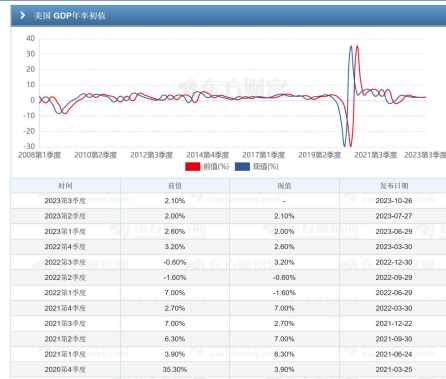 美国 GDP年率初值
40
30
20
10
0
-10
-20
-30
2008第1季度 2010第2季度 2012第3季度 2014第4季度 2017第1季度 2019第2季度 2021第3季度 2023第3季度
前值(%) 现值(%)
时间 前值 现值 发布日期
2023第3季度 2.10% - 2023-10-26
2023第2季度 2.00% 2.10% 2023-07-27
2023第1季度 2.60% 2.00% 2023-06-29
2022第4季度 3.20% 2.60% 2023-03-30
2022第3季度 -0.60% 3.20% 2022-12-30
2022第2季度 -1.60% -0.60% 2022-09-29
2022第1季度 7.00% -1.60% 2022-06-29
2021第4季度 2.70% 7.00% 2022-03-30
2021第3季度 7.00% 2.70% 2021-12-22
2021第2季度 6.30% 7.00% 2021-09-30
2021第1季度 3.90% 6.30% 2021-06-24
2020第4季度 35.30% 3.90% 2021-03-25